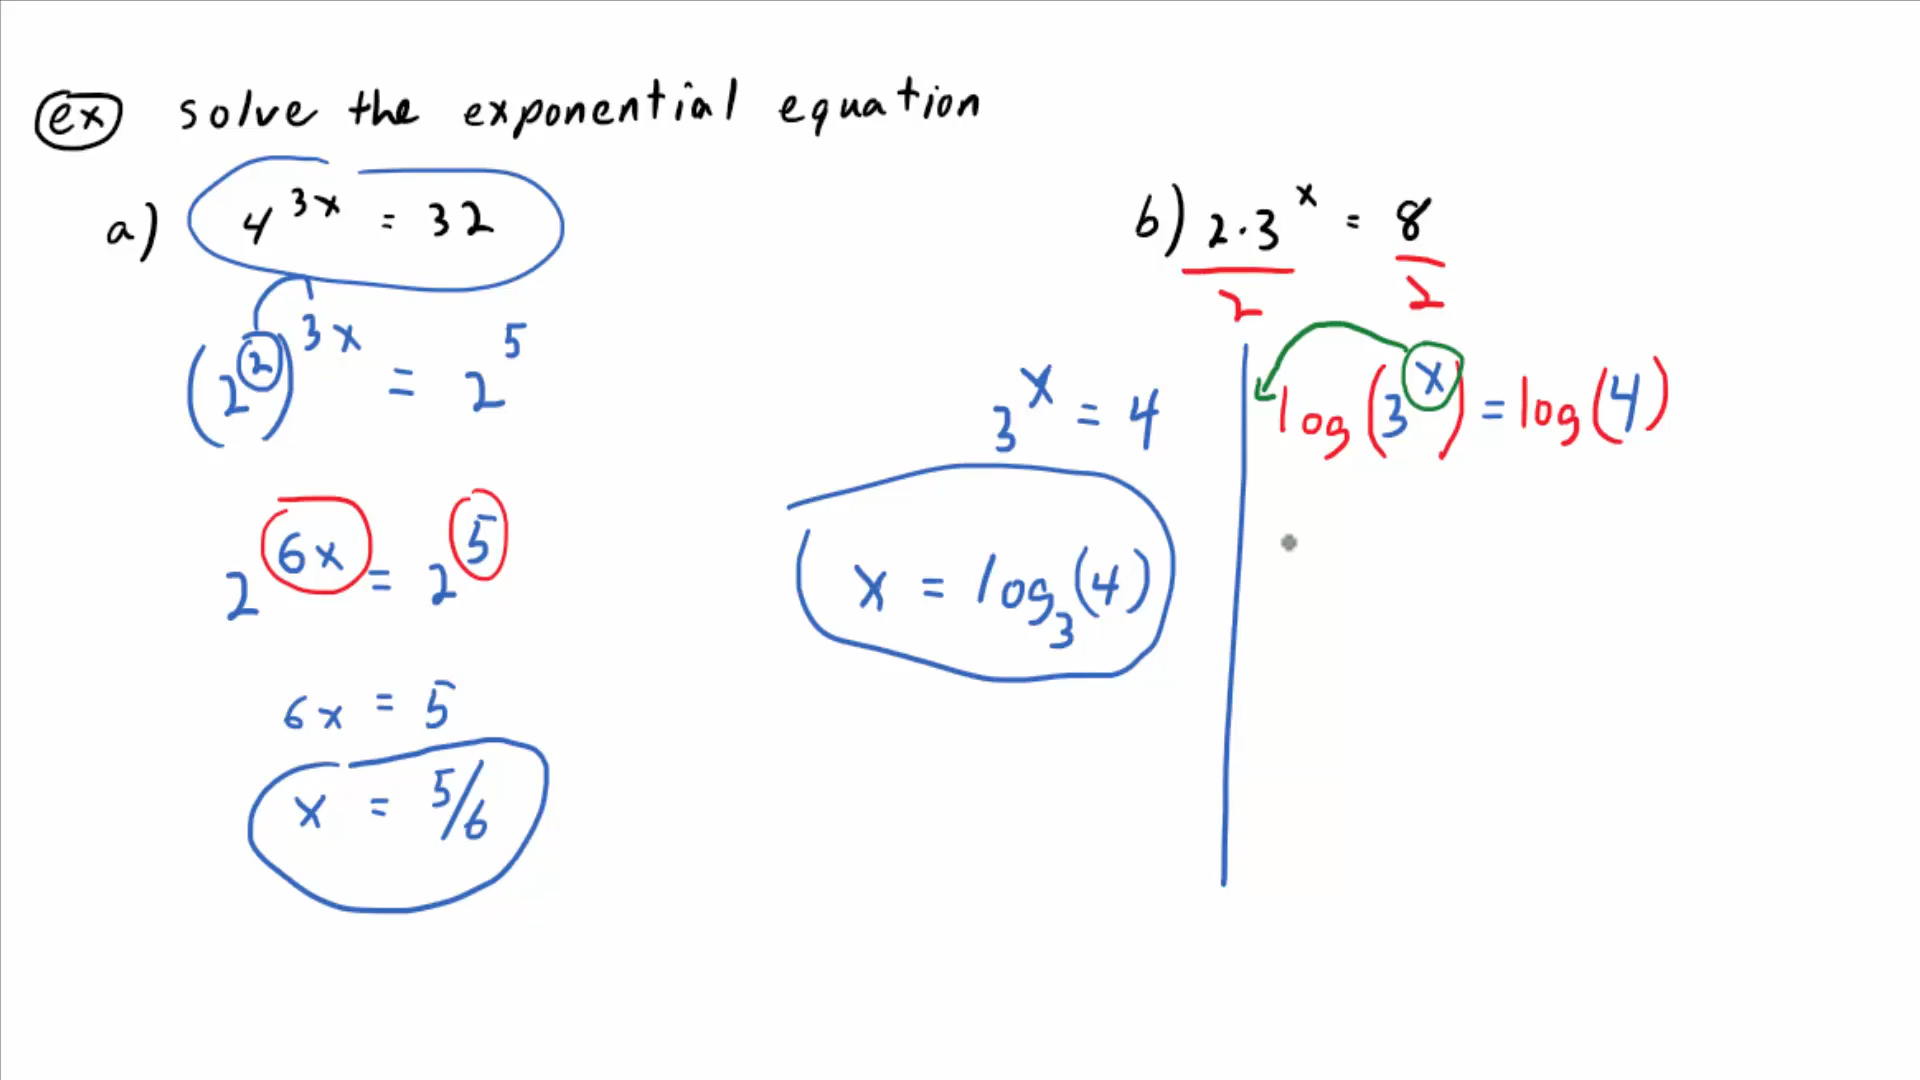 ex solve the exponential equation
a) 4^{3x} = 32
(2^2)^{3x} = 2^5
2^{6x} = 2^5
6x = 5
x = 5/6
b) 2·3^x = 8
2 2
3^x = 4
x = log_3(4)
log(3^x) = log(4)